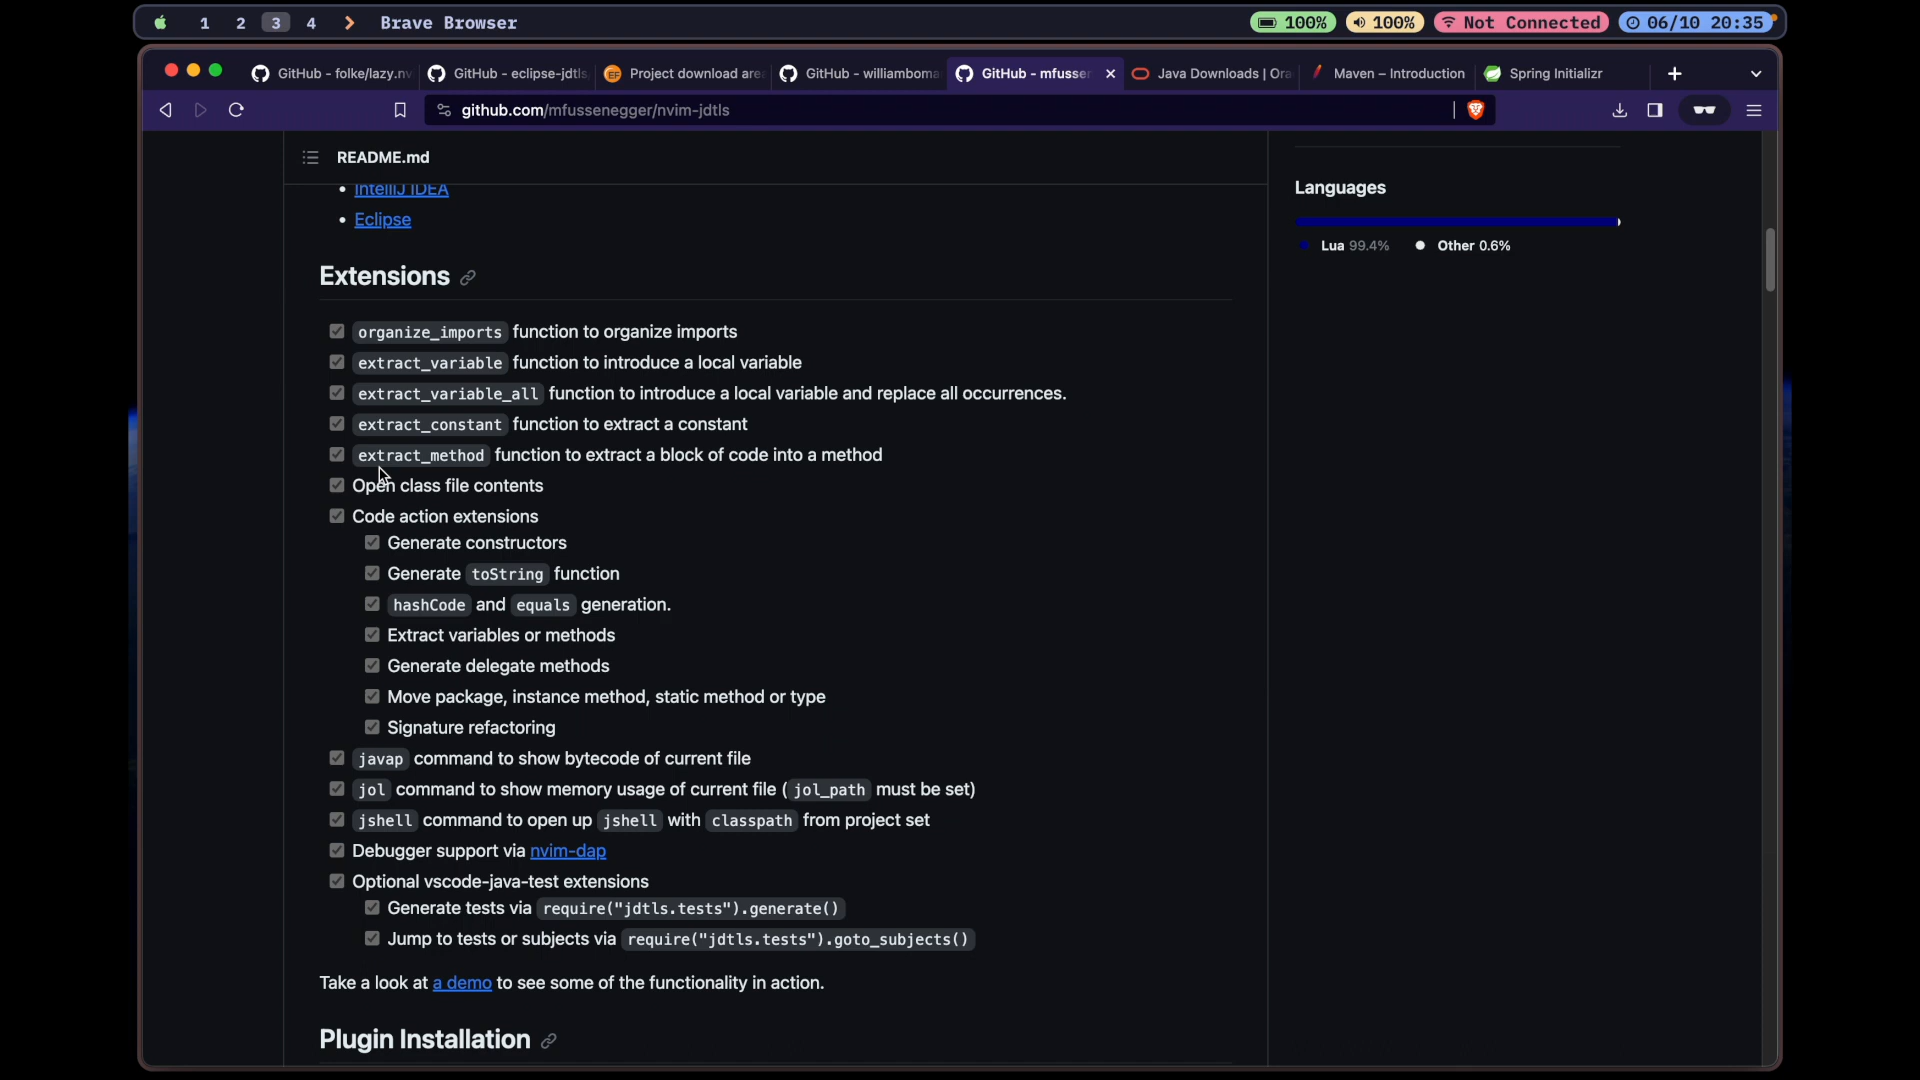 1 2 3 4 Brave Browser 100% 100% Not Connected 06/10 20:35
GitHub - folke/lazy.nv GitHub - eclipse-jdtls Project download area GitHub - williamboma GitHub - mfusseneg Java Downloads | Ora Maven – Introduction Spring Initializr
github.com/mfussenegger/nvim-jdtls
README.md
IntelliJ IDEA
Eclipse
Languages
Lua 99.4% Other 0.6%
Extensions
organize_imports function to organize imports
extract_variable function to introduce a local variable
extract_variable_all function to introduce a local variable and replace all occurrences.
extract_constant function to extract a constant
extract_method function to extract a block of code into a method
Open class file contents
Code action extensions
Generate constructors
Generate toString function
hashCode and equals generation.
Extract variables or methods
Generate delegate methods
Move package, instance method, static method or type
Signature refactoring
javap command to show bytecode of current file
jol command to show memory usage of current file ( jol_path must be set)
jshell command to open up jshell with classpath from project set
Debugger support via nvim-dap
Optional vscode-java-test extensions
Generate tests via require("jdtls.tests").generate()
Jump to tests or subjects via require("jdtls.tests").goto_subjects()
Take a look at a demo to see some of the functionality in action.
Plugin Installation